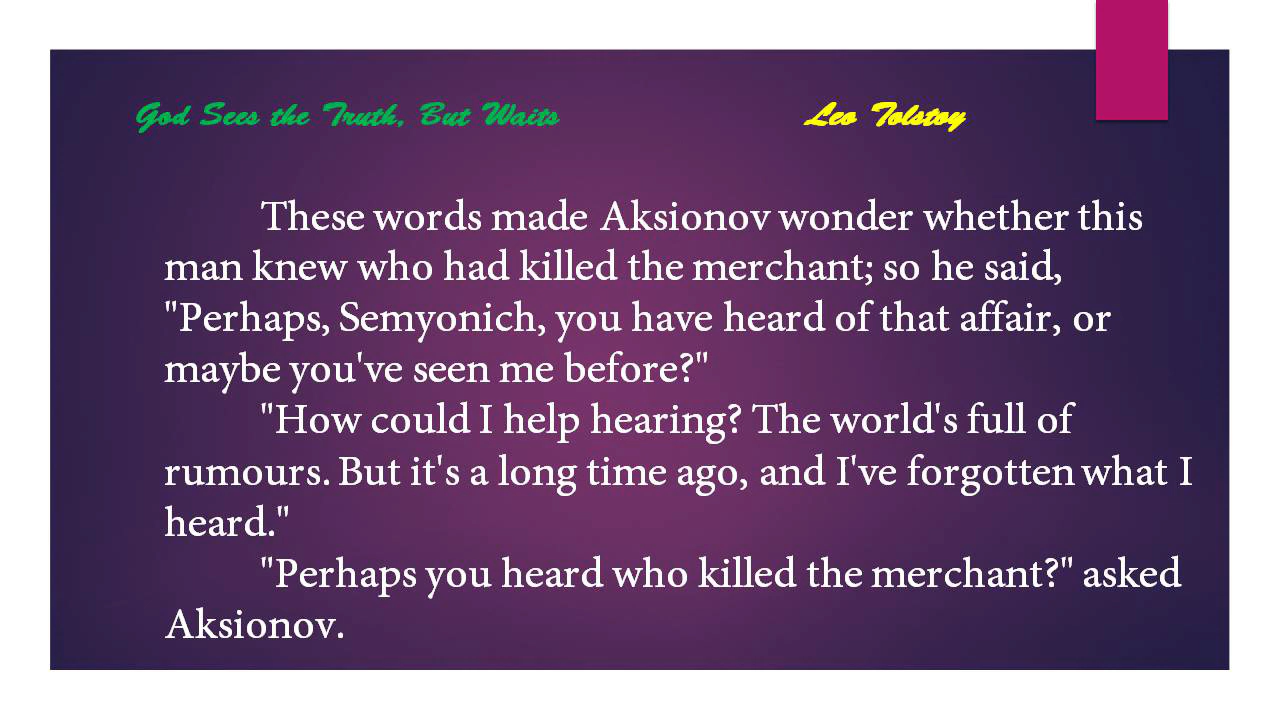 God Sees the Truth, But Waits Leo Tolstoy
These words made Aksionov wonder whether this
man knew who had killed the merchant; so he said,
"Perhaps, Semyonich, you have heard of that affair, or
maybe you've seen me before?"
"How could I help hearing? The world's full of
rumours. But it's a long time ago, and I've forgotten what I
heard."
"Perhaps you heard who killed the merchant?" asked
Aksionov.